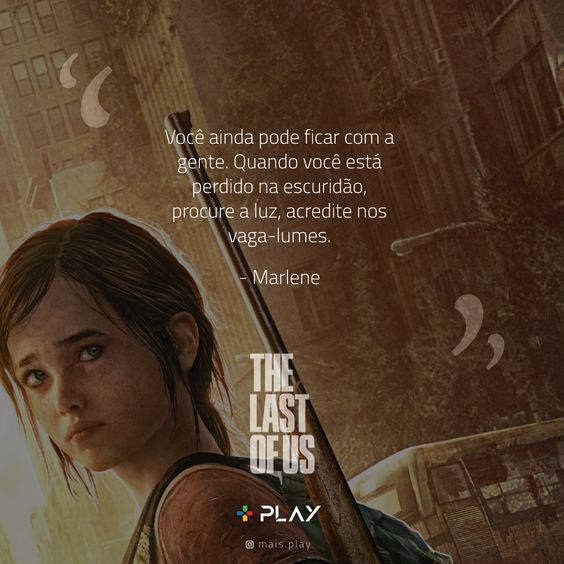 “
Você ainda pode ficar com a
gente. Quando você está
perdido na escuridão,
procure a luz, acredite nos
vaga-lumes.
- Marlene
”
THE
LAST
OF US
PLAY
mais.play